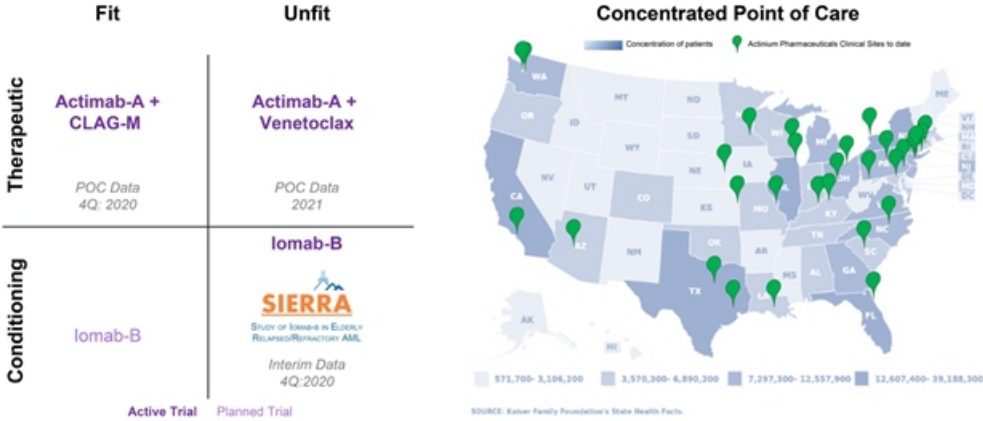 Fit
Unfit
Therapeutic
Actimab-A +
CLAG-M
POC Data
4Q: 2020
Actimab-A +
Venetoclax
POC Data
2021
Conditioning
Iomab-B
Iomab-B
SIERRA
STUDY OF IOMAB-B IN ELDERLY
RELAPSED/REFRACTORY AML
Interim Data
4Q:2020
Active Trial
Planned Trial
Concentrated Point of Care
Concentration of patients
Actinium Pharmaceuticals Clinical Sites to date
WA
MT
ND
ME
OR
ID
SD
WI
MI
VT
NH
MA
RI
CT
NJ
DE
MD
DC
WY
IA
NE
PA
NV
UT
CO
OH
WV
CA
KS
MO
KY
AZ
NM
OK
AR
TN
NC
SC
TX
LA
MS
AL
GA
FL
AK
HI
571,700- 3,106,200
3,570,300- 6,890,200
7,297,300- 12,557,900
12,607,400- 39,188,300
SOURCE: Kaiser Family Foundation's State Health Facts.